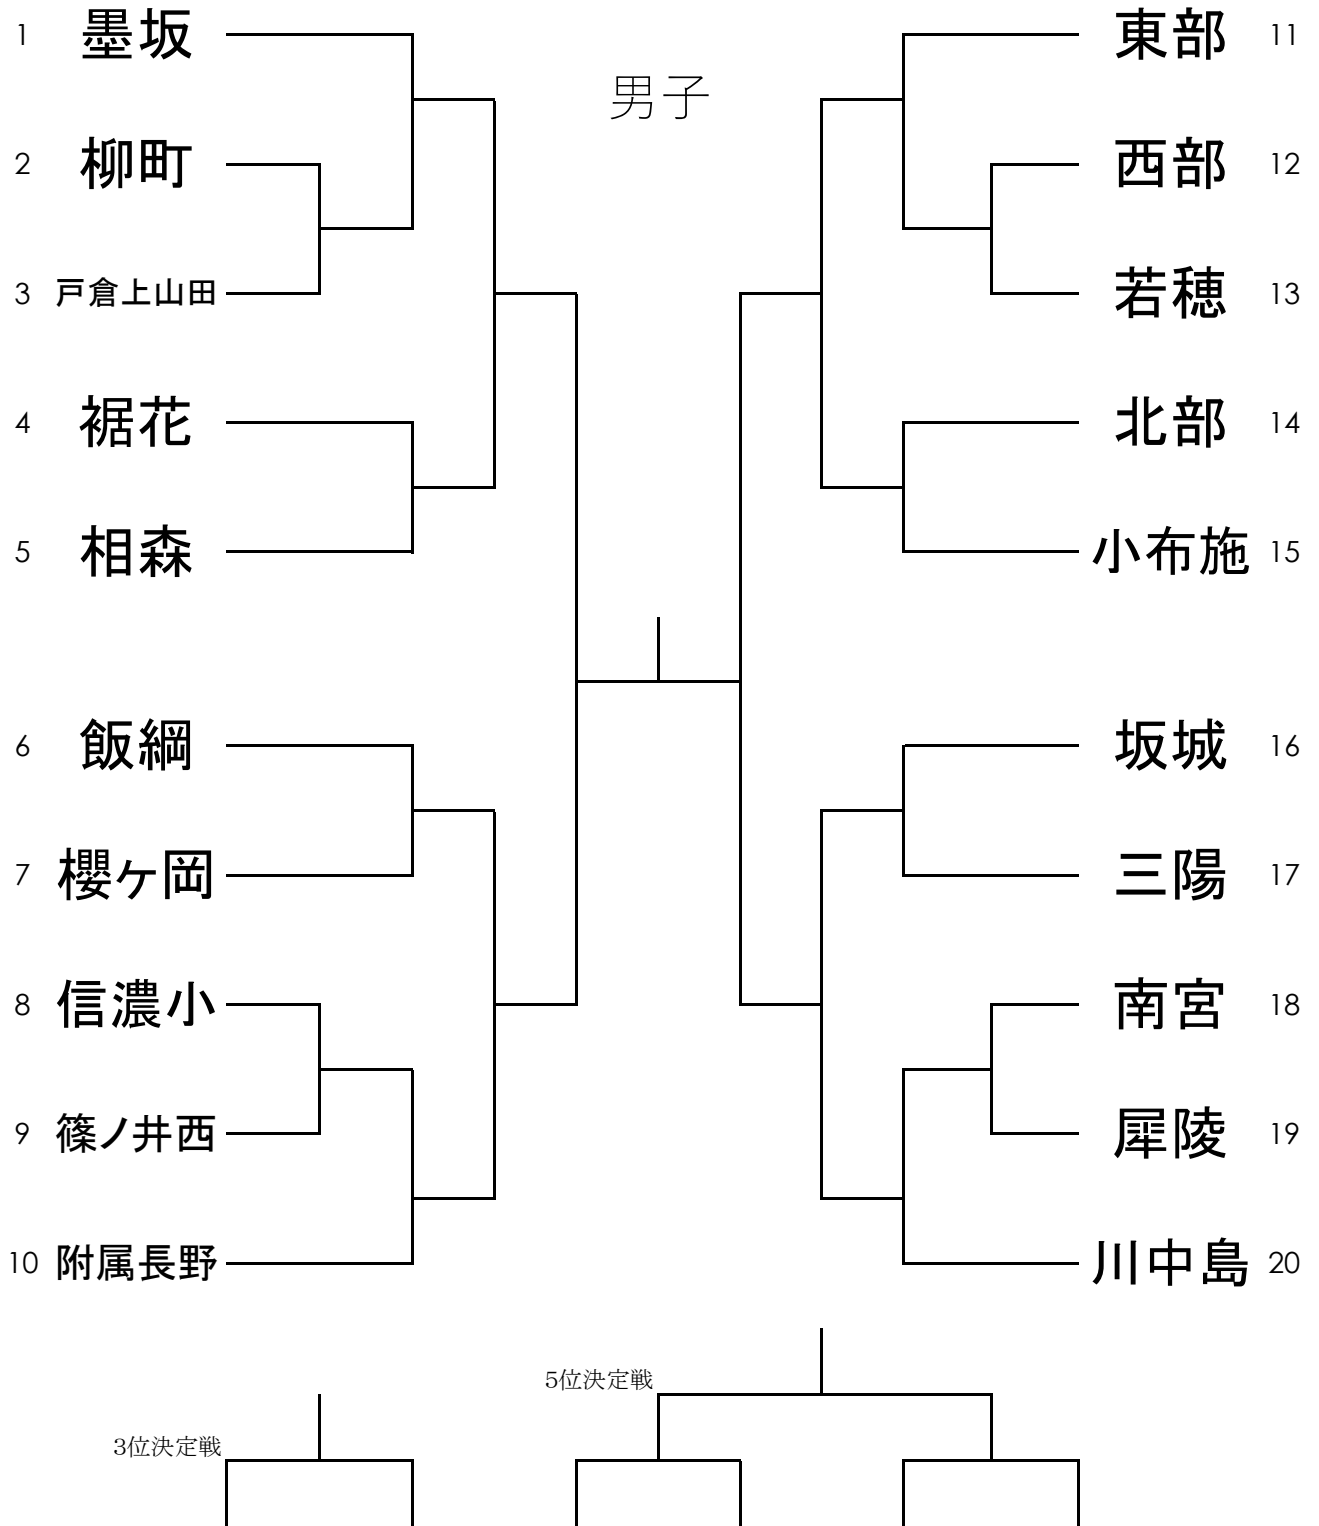 男子
1 墨坂
2 柳町
3 戸倉上山田
4 裾花
5 相森
6 飯綱
7 櫻ヶ岡
8 信濃小
9 篠ノ井西
10 附属長野
東部 11
西部 12
若穂 13
北部 14
小布施 15
坂城 16
三陽 17
南宮 18
犀陵 19
川中島 20
5位決定戦
3位決定戦